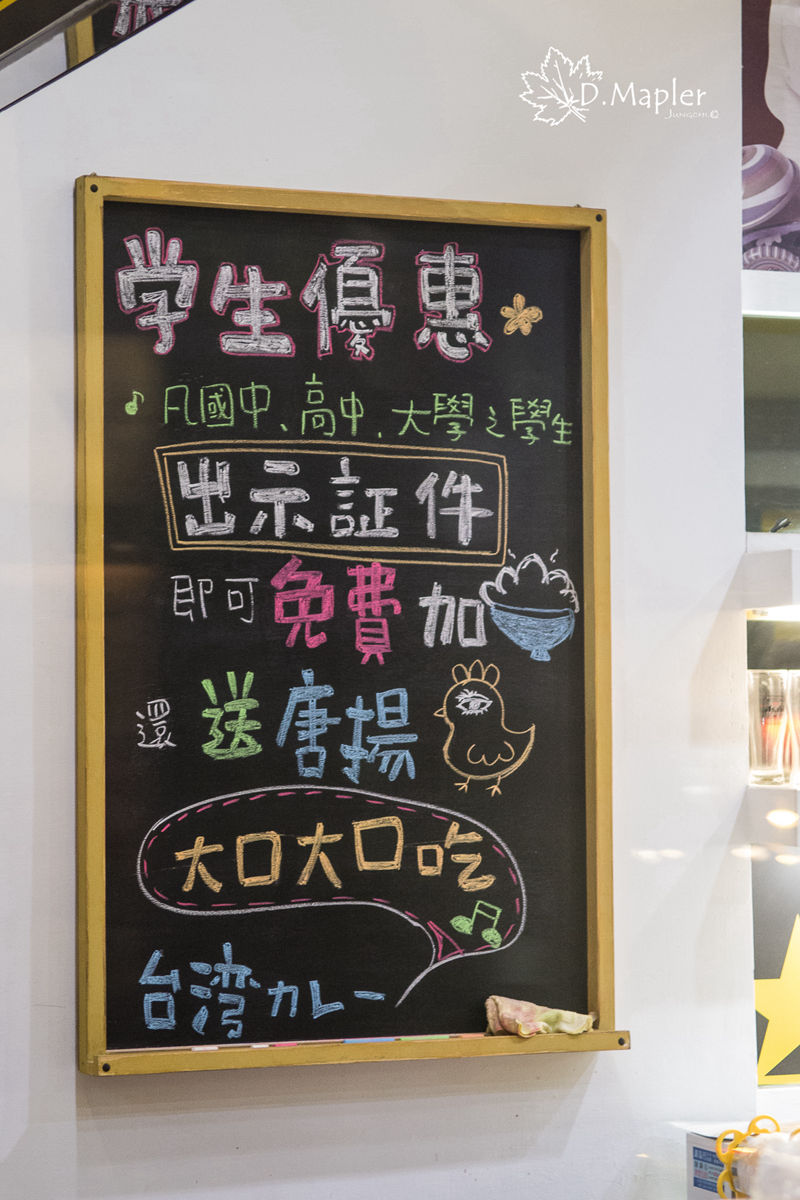 D.Mapler
Jungchi.©
学生優惠
凡國中、高中、大學之學生
出示証件
即可免費加
還送唐揚
大口大口吃
台湾カレー